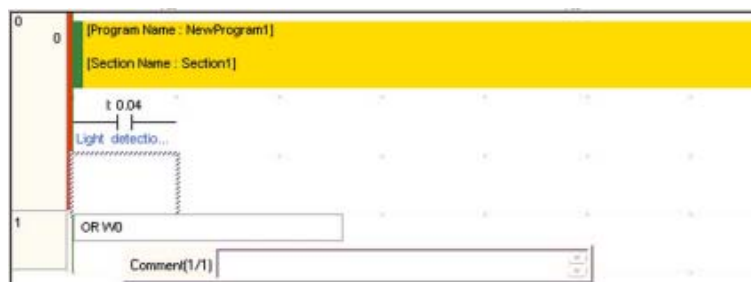 0
0
[Program Name : NewProgram1]
[Section Name : Section1]
I: 0.04
Light detectio...
1
OR W0
Comment(1/1)